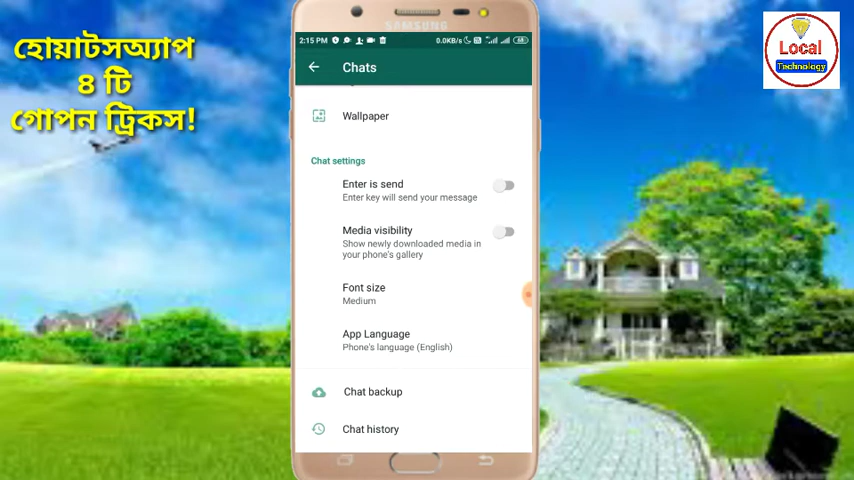 হোয়াটসঅ্যাপ
৪ টি
গোপন ট্রিকস!
Local
Technology
SAMSUNG
2:15 PM
0.0KB/s
68
Chats
Wallpaper
Chat settings
Enter is send
Enter key will send your message
Media visibility
Show newly downloaded media in
your phone's gallery
Font size
Medium
App Language
Phone's language (English)
Chat backup
Chat history